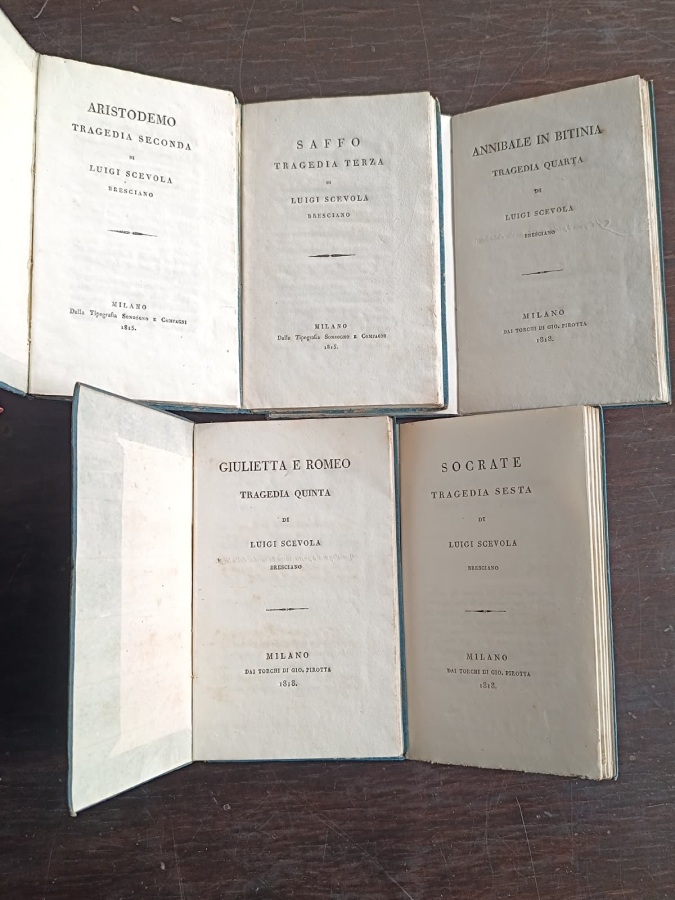 ARISTODEMO
TRAGEDIA SECONDA
DI
LUIGI SCEVOLA
BRESCIANO
MILANO
Dalla Tipografia Sonzogno e Compagni
1815.
SAFFO
TRAGEDIA TERZA
DI
LUIGI SCEVOLA
BRESCIANO
MILANO
Dalla Tipografia Sonzogno e Compagni
1815.
ANNIBALE IN BITINIA
TRAGEDIA QUARTA
DI
LUIGI SCEVOLA
BRESCIANO
MILANO
DAI TORCHI DI GIO. PIROTTA
1818.
GIULIETTA E ROMEO
TRAGEDIA QUINTA
DI
LUIGI SCEVOLA
BRESCIANO
MILANO
DAI TORCHI DI GIO. PIROTTA
1818.
SOCRATE
TRAGEDIA SESTA
DI
LUIGI SCEVOLA
BRESCIANO
MILANO
DAI TORCHI DI GIO. PIROTTA
1818.